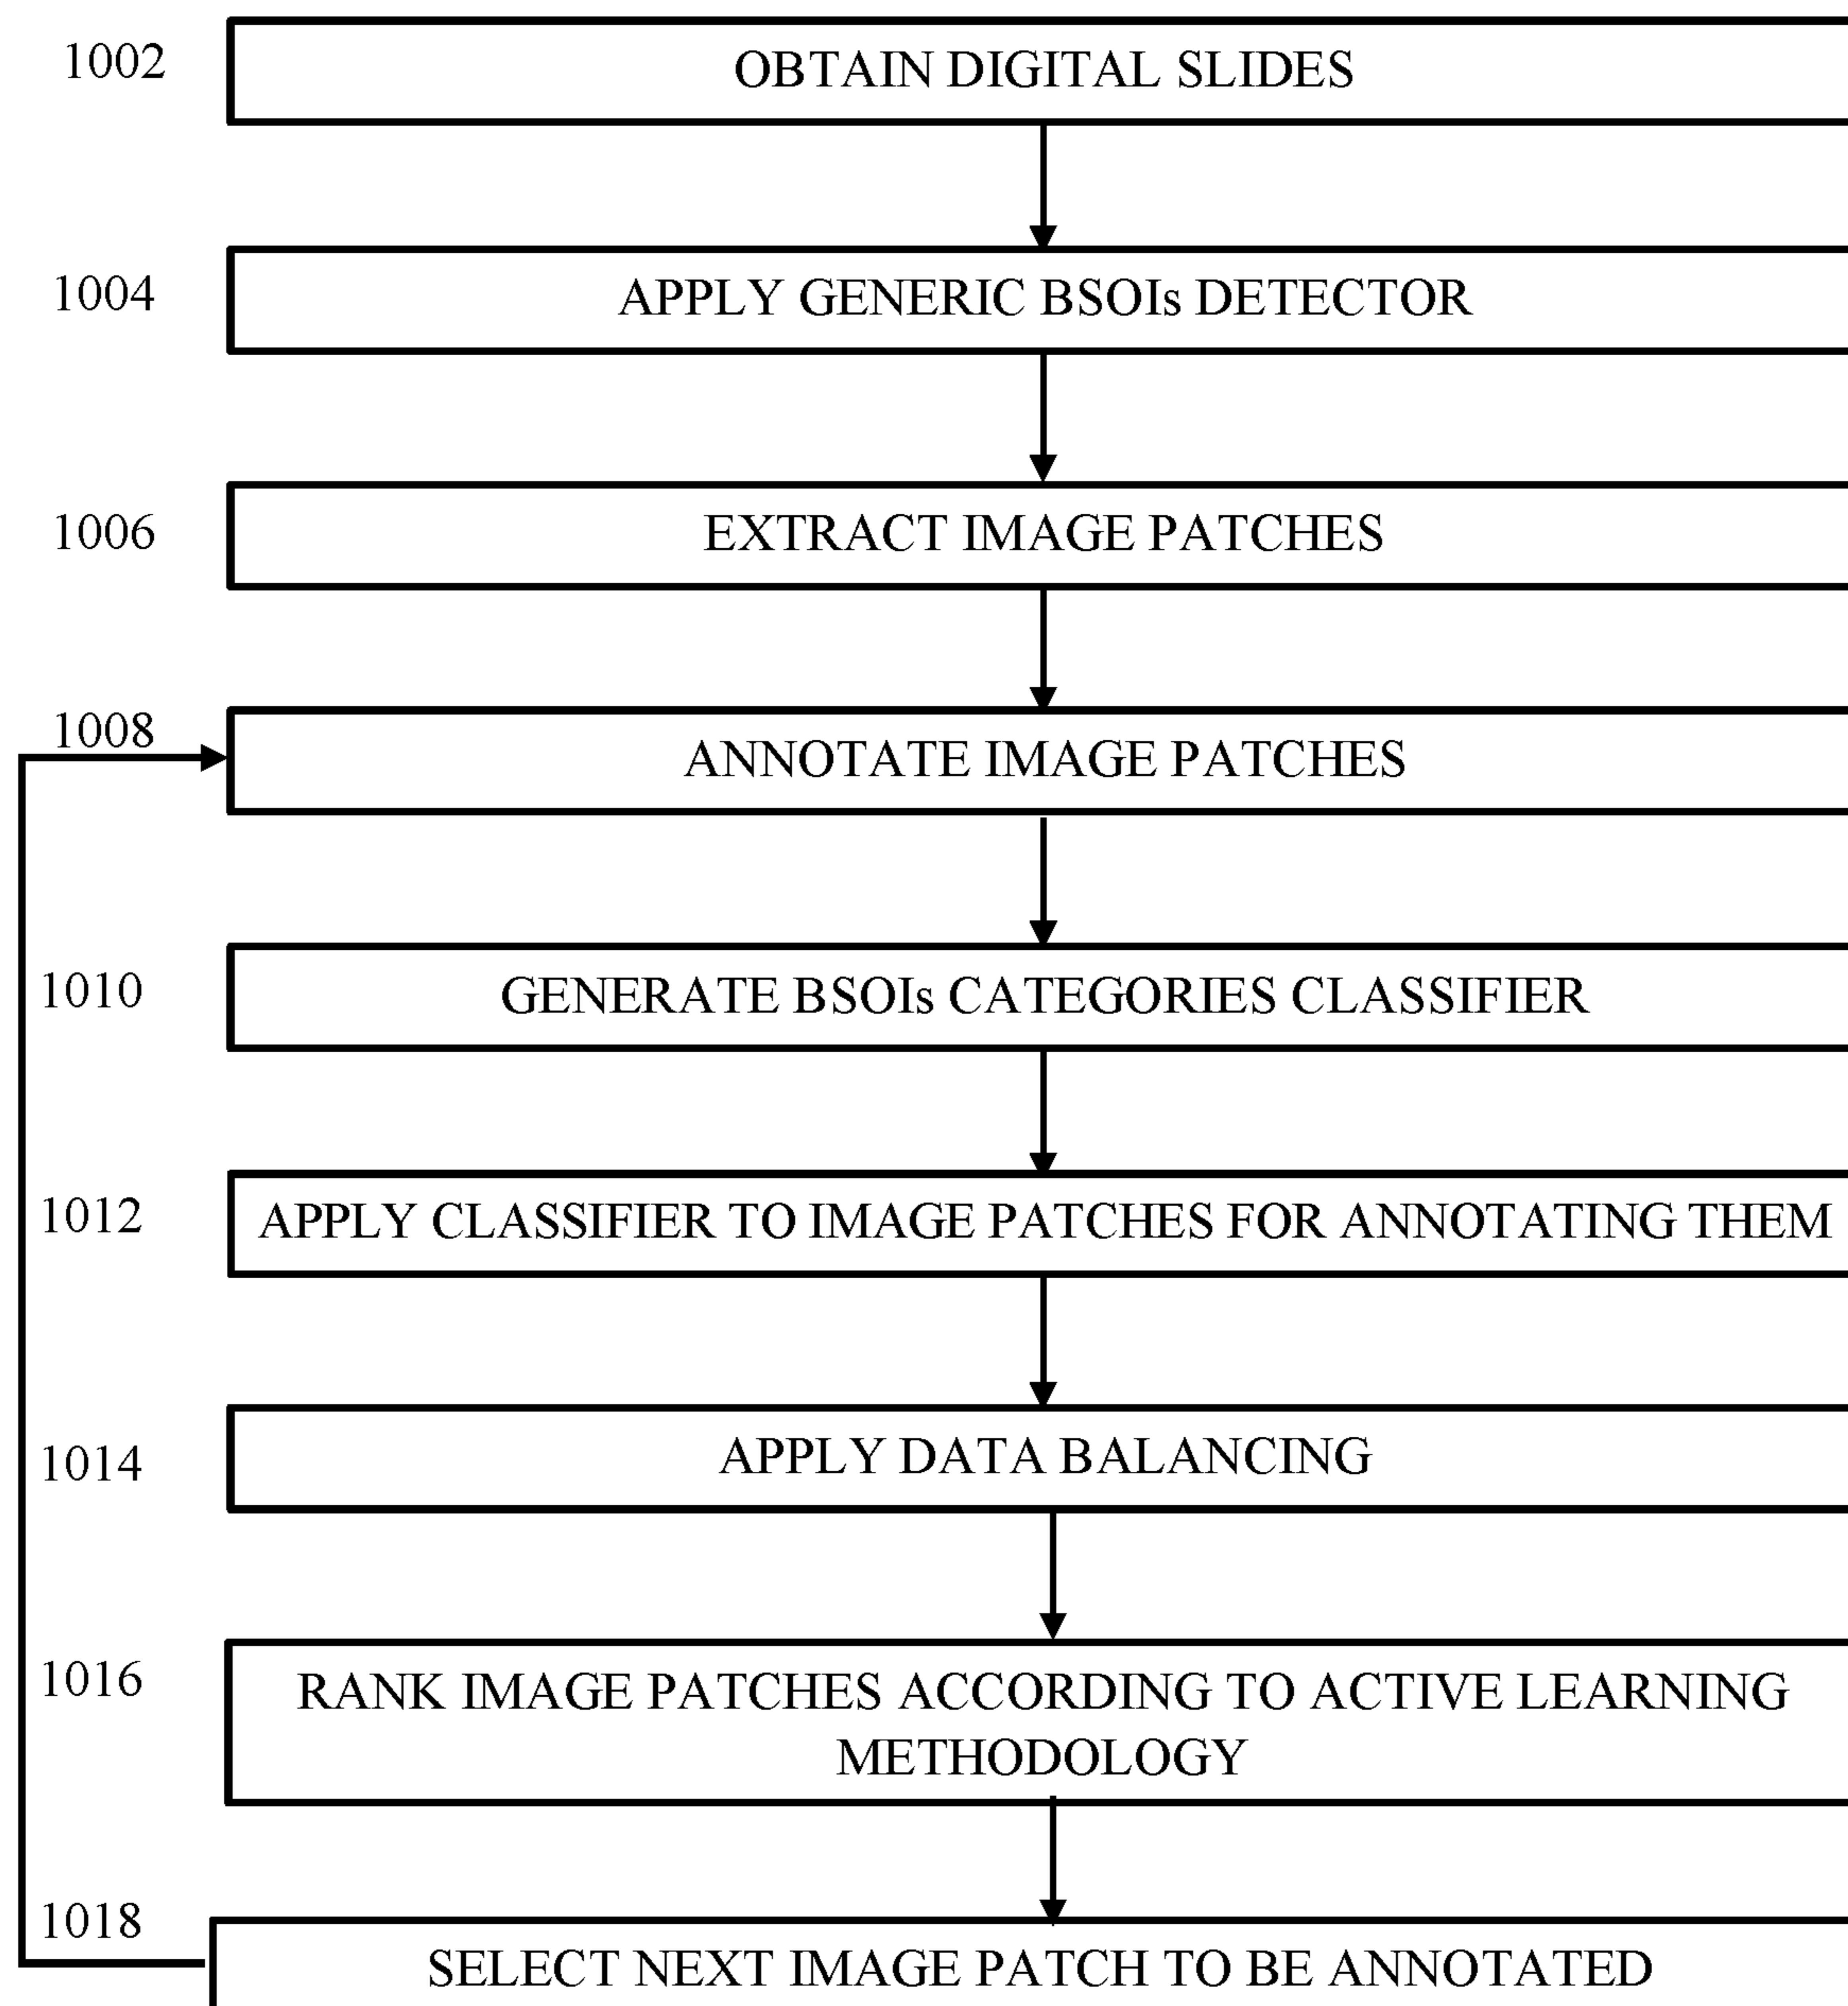 1002
OBTAIN DIGITAL SLIDES
1004
APPLY GENERIC BSOIs DETECTOR
1006
EXTRACT IMAGE PATCHES
1008
ANNOTATE IMAGE PATCHES
1010
GENERATE BSOIs CATEGORIES CLASSIFIER
1012
APPLY CLASSIFIER TO IMAGE PATCHES FOR ANNOTATING THEM
1014
APPLY DATA BALANCING
1016
RANK IMAGE PATCHES ACCORDING TO ACTIVE LEARNING
METHODOLOGY
1018
SELECT NEXT IMAGE PATCH TO BE ANNOTATED